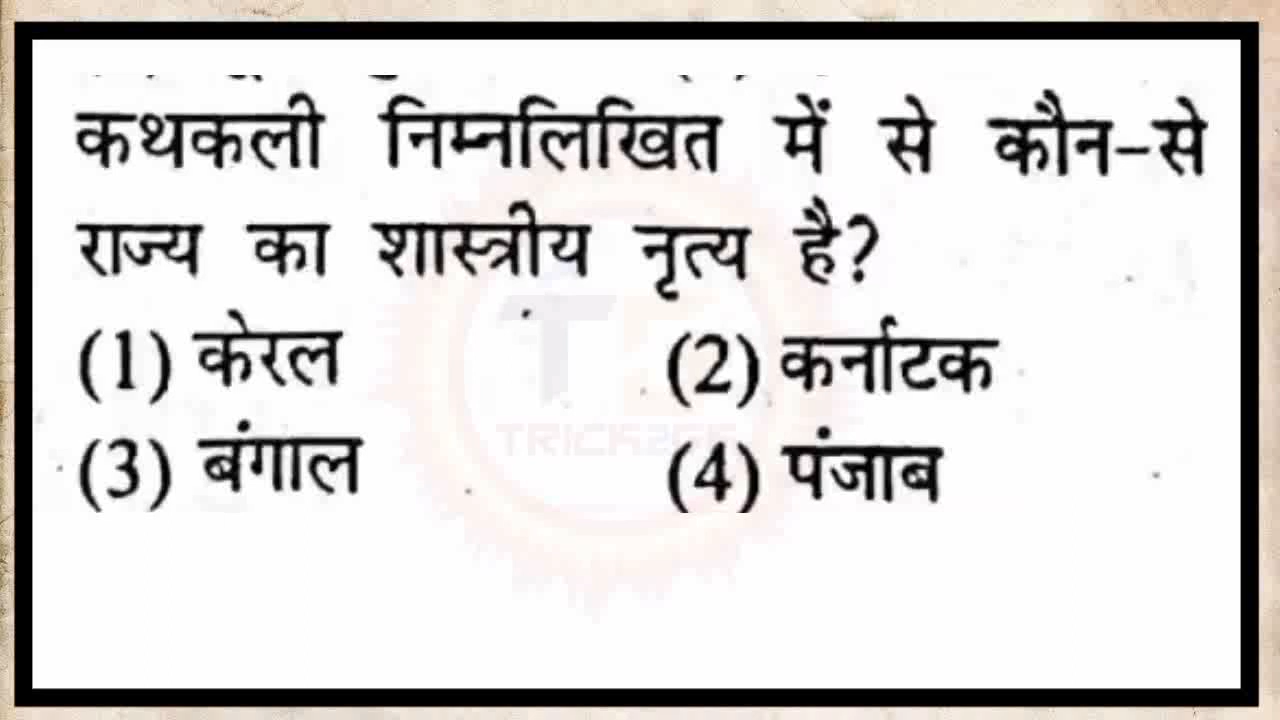 कथकली निम्नलिखित में से कौन-से
राज्य का शास्त्रीय नृत्य है?
(1) केरल (2) कर्नाटक
(3) बंगाल (4) पंजाब